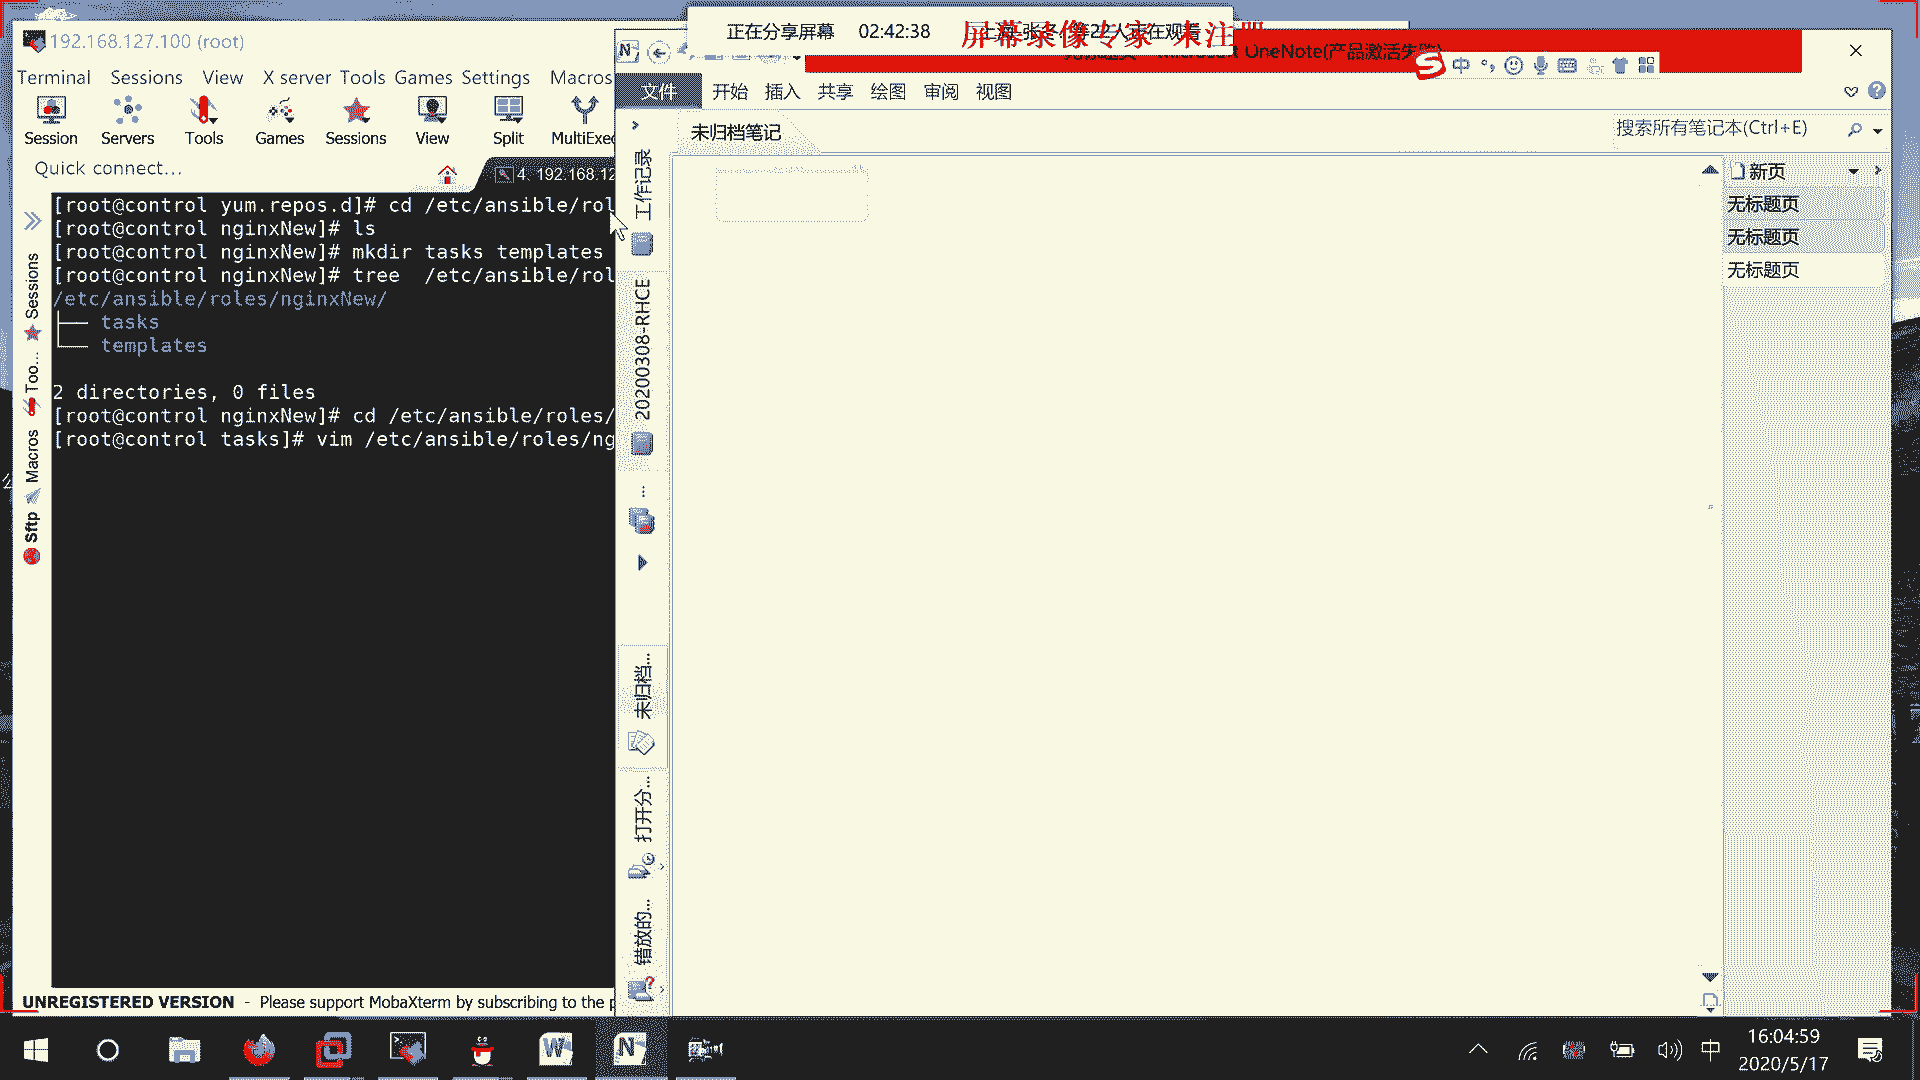 192.168.127.100 (root)
Terminal Sessions View X server Tools Games Settings Macros
Session Servers Tools Games Sessions View Split MultiExec
Quick connect...
4. 192.168.12
[root@control yum.repos.d]# cd /etc/ansible/rol
[root@control nginxNew]# ls
[root@control nginxNew]# mkdir tasks templates
[root@control nginxNew]# tree  /etc/ansible/rol
/etc/ansible/roles/nginxNew/
├── tasks
└── templates
2 directories, 0 files
[root@control nginxNew]# cd /etc/ansible/roles/
[root@control tasks]# vim /etc/ansible/roles/ng
Sessions
Too...
Macros
Sftp
UNREGISTERED VERSION - Please support MobaXterm by subscribing to the p
正在分享屏幕 02:42:38
屏幕录像专家 未注
OneNote(产品激活失败)
中
文件 开始 插入 共享 绘图 审阅 视图
未归档笔记
搜索所有笔记本(Ctrl+E)
工作记录
20200308-RHCE
未归档...
打开分...
错放的...
新页
无标题页
无标题页
无标题页
中
16:04:59
2020/5/17